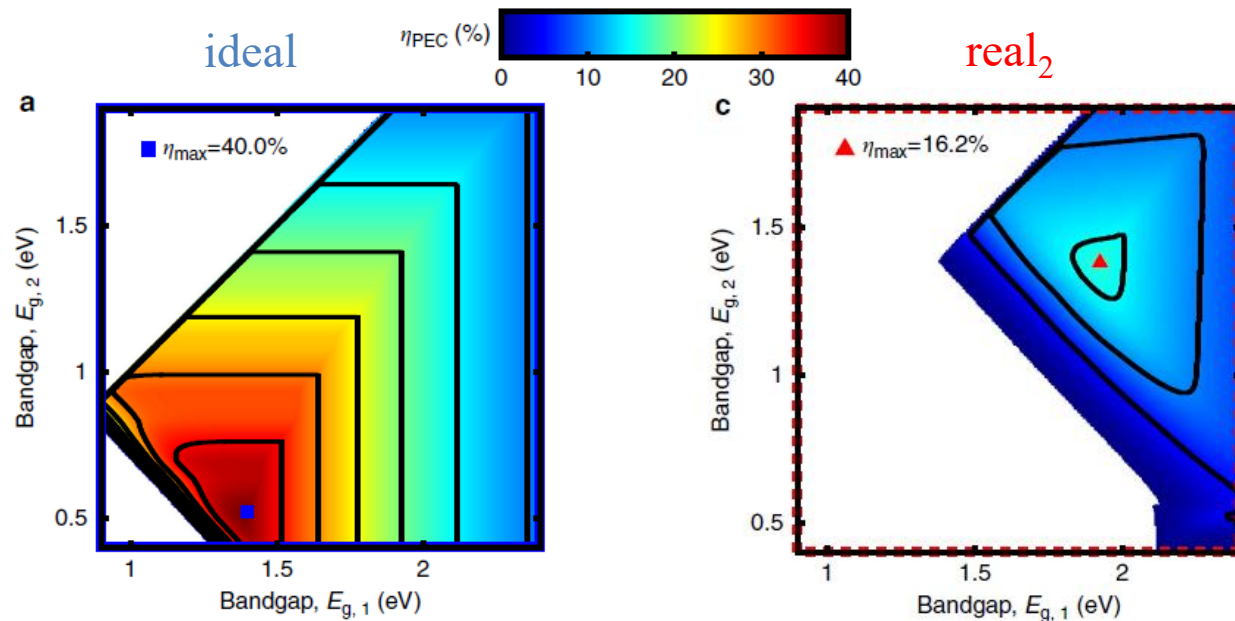 ideal
η_PEC (%)
0 10 20 30 40
real₂
a
η_max=40.0%
1.5
1
0.5
Bandgap, E_g, 2 (eV)
1 1.5 2
Bandgap, E_g, 1 (eV)
c
η_max=16.2%
1.5
1
0.5
Bandgap, E_g, 2 (eV)
1 1.5 2
Bandgap, E_g, 1 (eV)